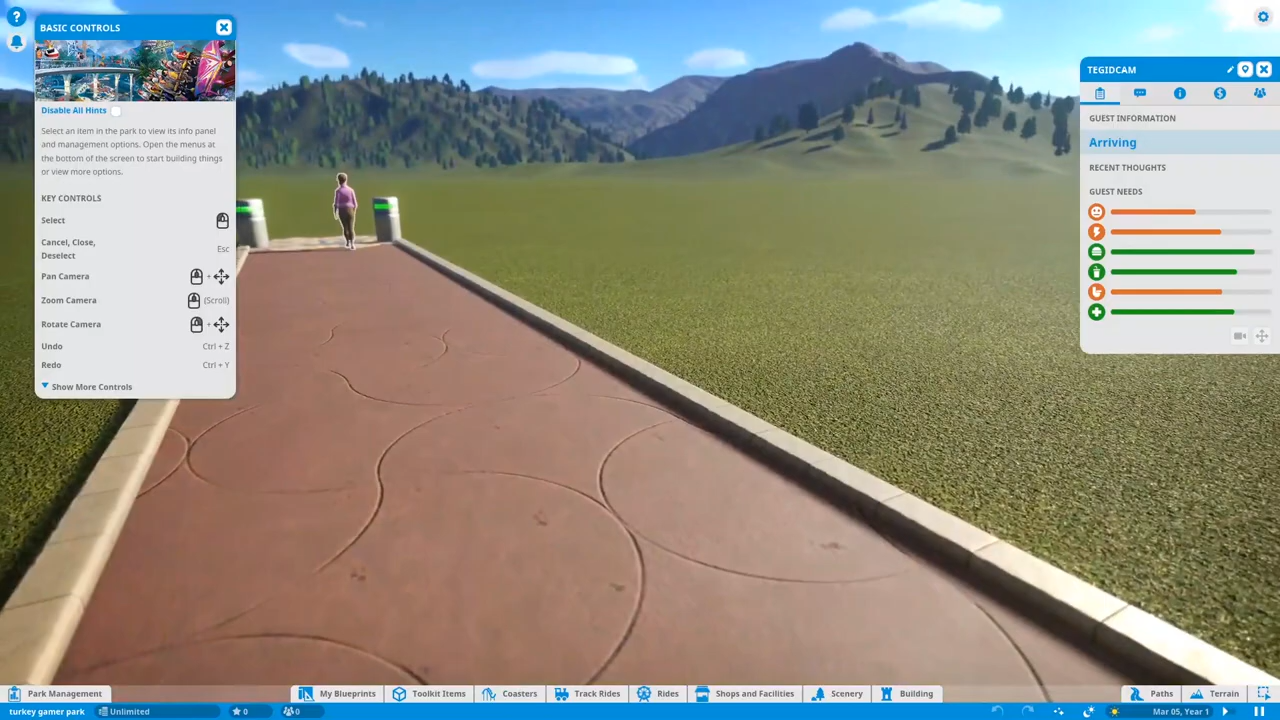 BASIC CONTROLS
Disable All Hints
Select an item in the park to view its info panel
and management options. Open the menus at
the bottom of the screen to start building things
or view more options.
KEY CONTROLS
Select
Cancel, Close,
Deselect
Esc
Pan Camera
+
Zoom Camera
(Scroll)
Rotate Camera
+
Undo
Ctrl + Z
Redo
Ctrl + Y
Show More Controls
TEGIDCAM
GUEST INFORMATION
Arriving
RECENT THOUGHTS
GUEST NEEDS
Park Management
My Blueprints
Toolkit Items
Coasters
Track Rides
Rides
Shops and Facilities
Scenery
Building
Paths
Terrain
turkey gamer park
Unlimited
0
0
Mar 05, Year 1